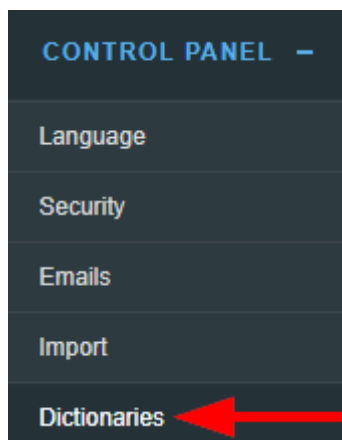 CONTROL PANEL –
Language
Security
Emails
Import
Dictionaries